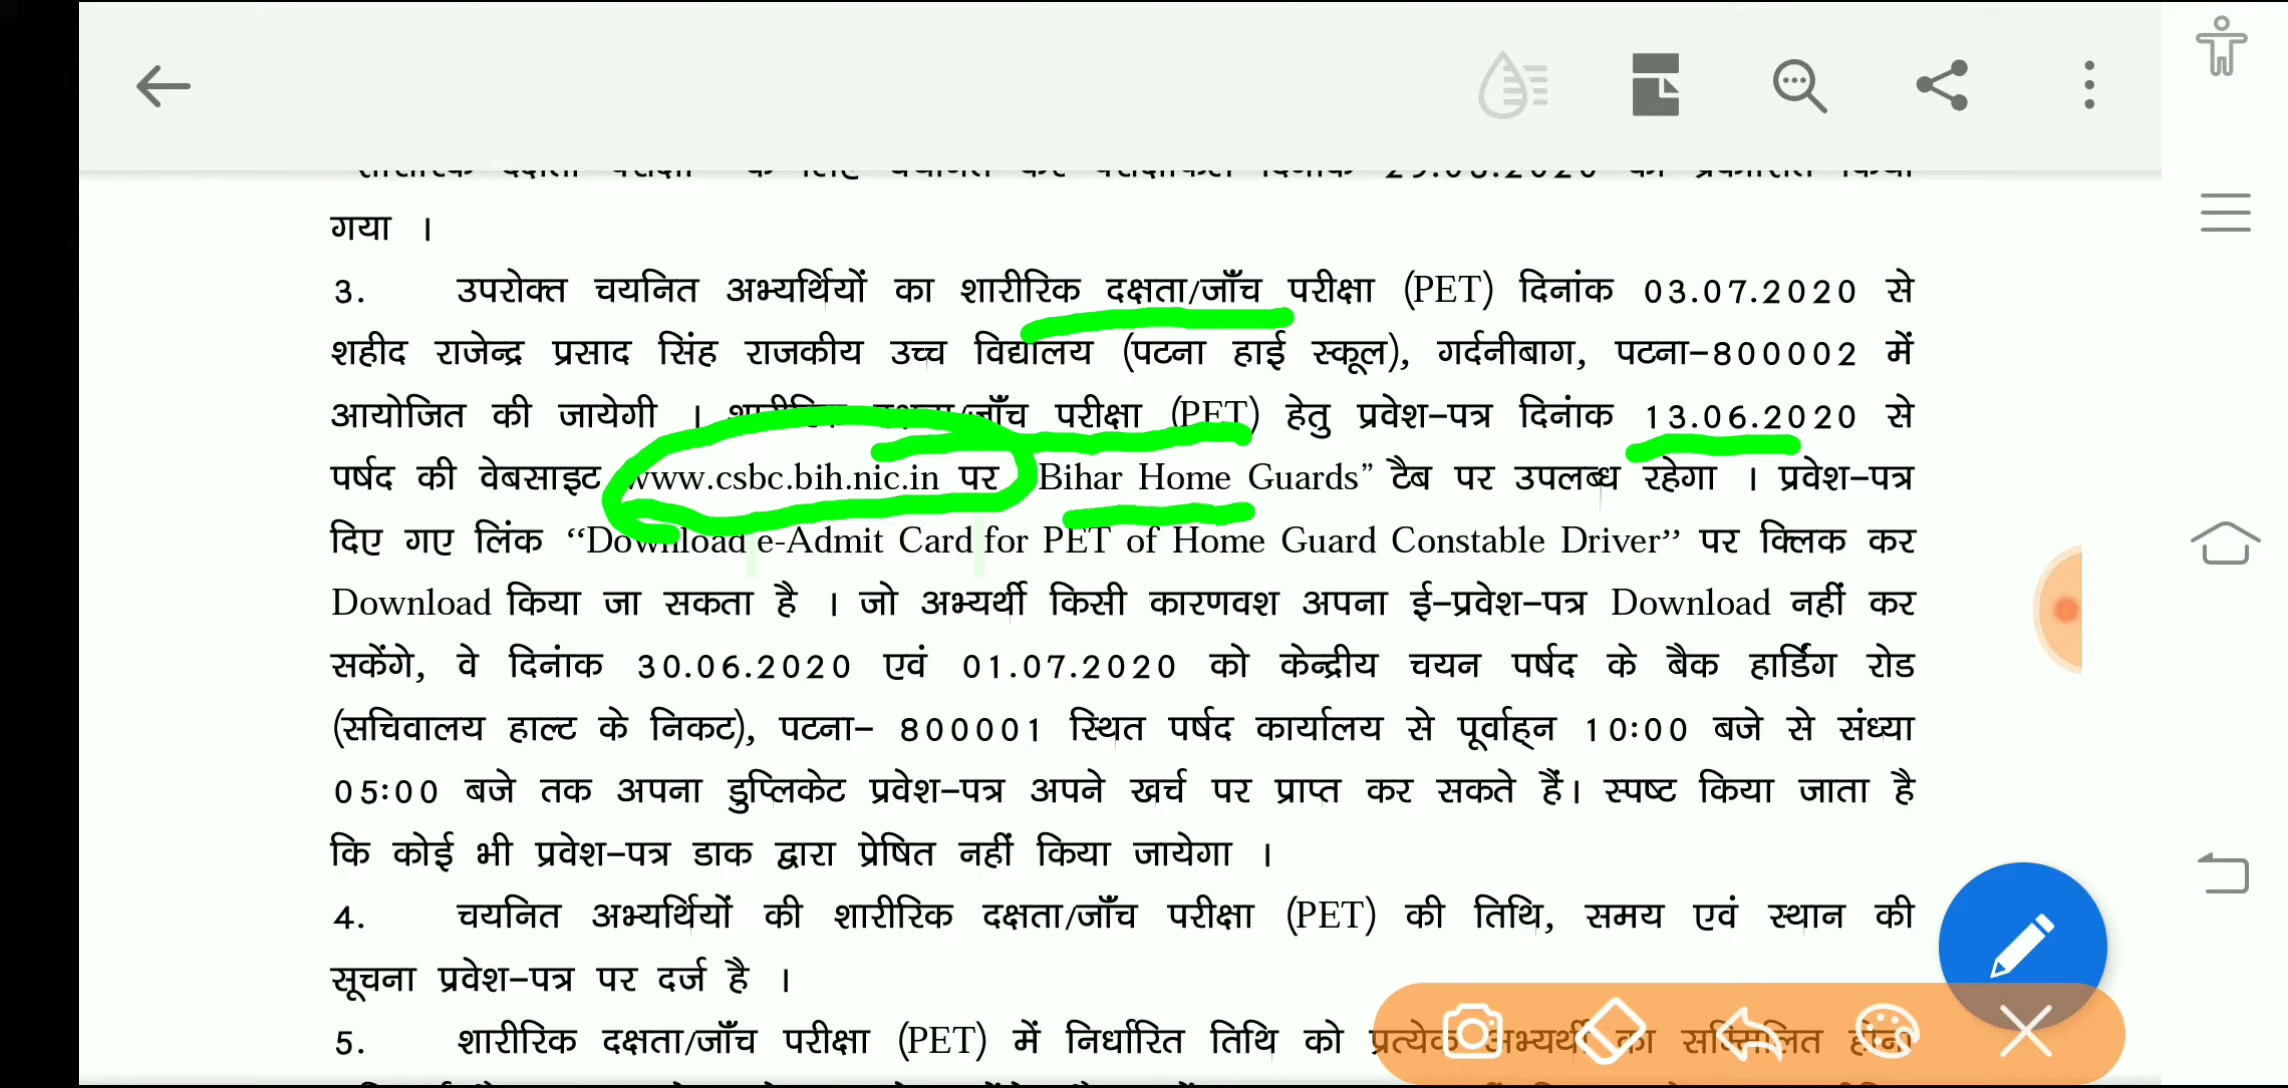 गया ।
3. उपरोक्त चयनित अभ्यर्थियों का शारीरिक दक्षता/जाँच परीक्षा (PET) दिनांक 03.07.2020 से
शहीद राजेन्द्र प्रसाद सिंह राजकीय उच्च विद्यालय (पटना हाई स्कूल), गर्दनीबाग, पटना–800002 में
आयोजित की जायेगी । शारीरिक दक्षता/जाँच परीक्षा (PET) हेतु प्रवेश–पत्र दिनांक 13.06.2020 से
पर्षद की वेबसाइट www.csbc.bih.nic.in पर Bihar Home Guards” टैब पर उपलब्ध रहेगा । प्रवेश–पत्र
दिए गए लिंक “Download e-Admit Card for PET of Home Guard Constable Driver” पर क्लिक कर
Download किया जा सकता है । जो अभ्यर्थी किसी कारणवश अपना ई–प्रवेश–पत्र Download नहीं कर
सकेंगे, वे दिनांक 30.06.2020 एवं 01.07.2020 को केन्द्रीय चयन पर्षद के बैक हार्डिंग रोड
(सचिवालय हाल्ट के निकट), पटना– 800001 स्थित पर्षद कार्यालय से पूर्वाह्न 10:00 बजे से संध्या
05:00 बजे तक अपना डुप्लिकेट प्रवेश–पत्र अपने खर्च पर प्राप्त कर सकते हैं। स्पष्ट किया जाता है
कि कोई भी प्रवेश–पत्र डाक द्वारा प्रेषित नहीं किया जायेगा ।
4. चयनित अभ्यर्थियों की शारीरिक दक्षता/जाँच परीक्षा (PET) की तिथि, समय एवं स्थान की
सूचना प्रवेश–पत्र पर दर्ज है ।
5. शारीरिक दक्षता/जाँच परीक्षा (PET) में निर्धारित तिथि को प्रत्येक अभ्यर्थी का सम्मिलित होना